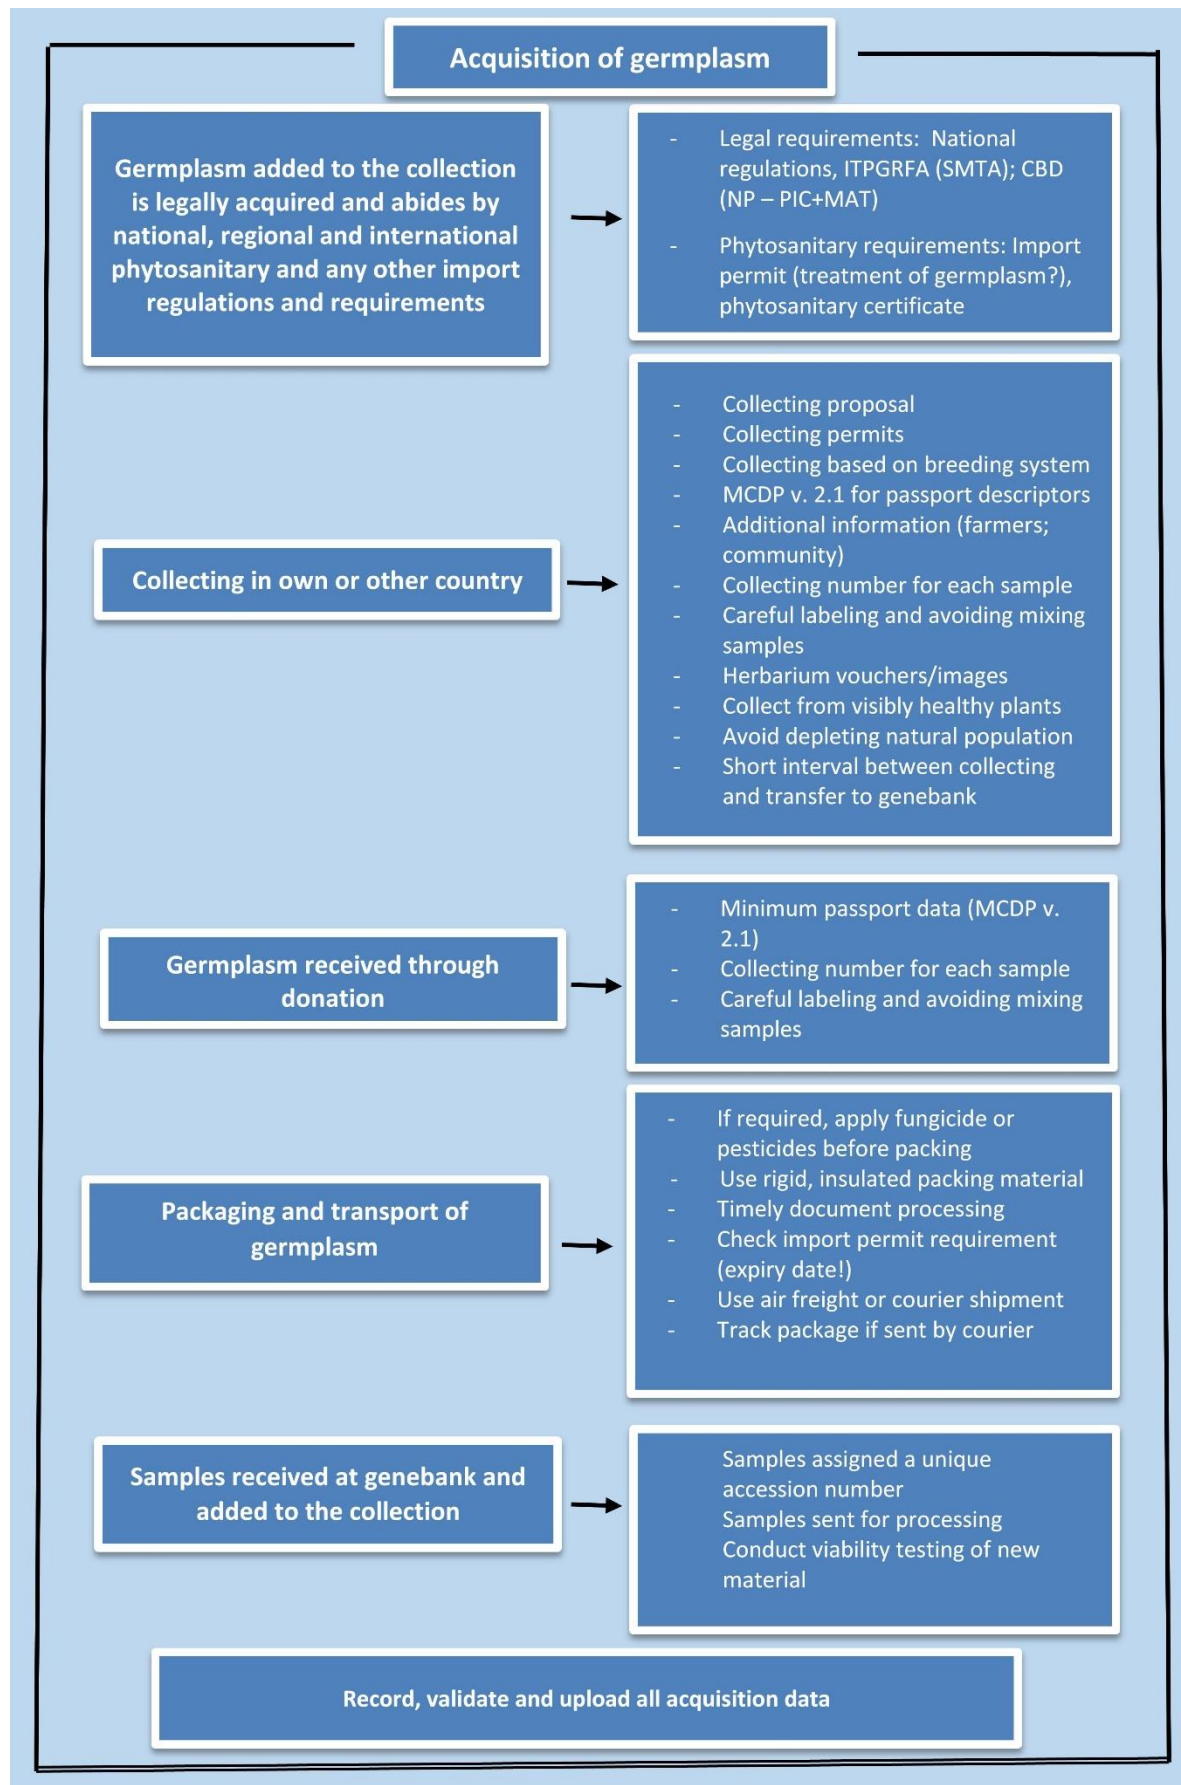 Acquisition of germplasm
Germplasm added to the collection
is legally acquired and abides by
national, regional and international
phytosanitary and any other import
regulations and requirements
- Legal requirements: National
regulations, ITPGRFA (SMTA); CBD
(NP – PIC+MAT)
- Phytosanitary requirements: Import
permit (treatment of germplasm?),
phytosanitary certificate
Collecting in own or other country
- Collecting proposal
- Collecting permits
- Collecting based on breeding system
- MCDP v. 2.1 for passport descriptors
- Additional information (farmers;
community)
- Collecting number for each sample
- Careful labeling and avoiding mixing
samples
- Herbarium vouchers/images
- Collect from visibly healthy plants
- Avoid depleting natural population
- Short interval between collecting
and transfer to genebank
Germplasm received through
donation
- Minimum passport data (MCDP v.
2.1)
- Collecting number for each sample
- Careful labeling and avoiding mixing
samples
Packaging and transport of
germplasm
- If required, apply fungicide or
pesticides before packing
- Use rigid, insulated packing material
- Timely document processing
- Check import permit requirement
(expiry date!)
- Use air freight or courier shipment
- Track package if sent by courier
Samples received at genebank and
added to the collection
Samples assigned a unique
accession number
Samples sent for processing
Conduct viability testing of new
material
Record, validate and upload all acquisition data